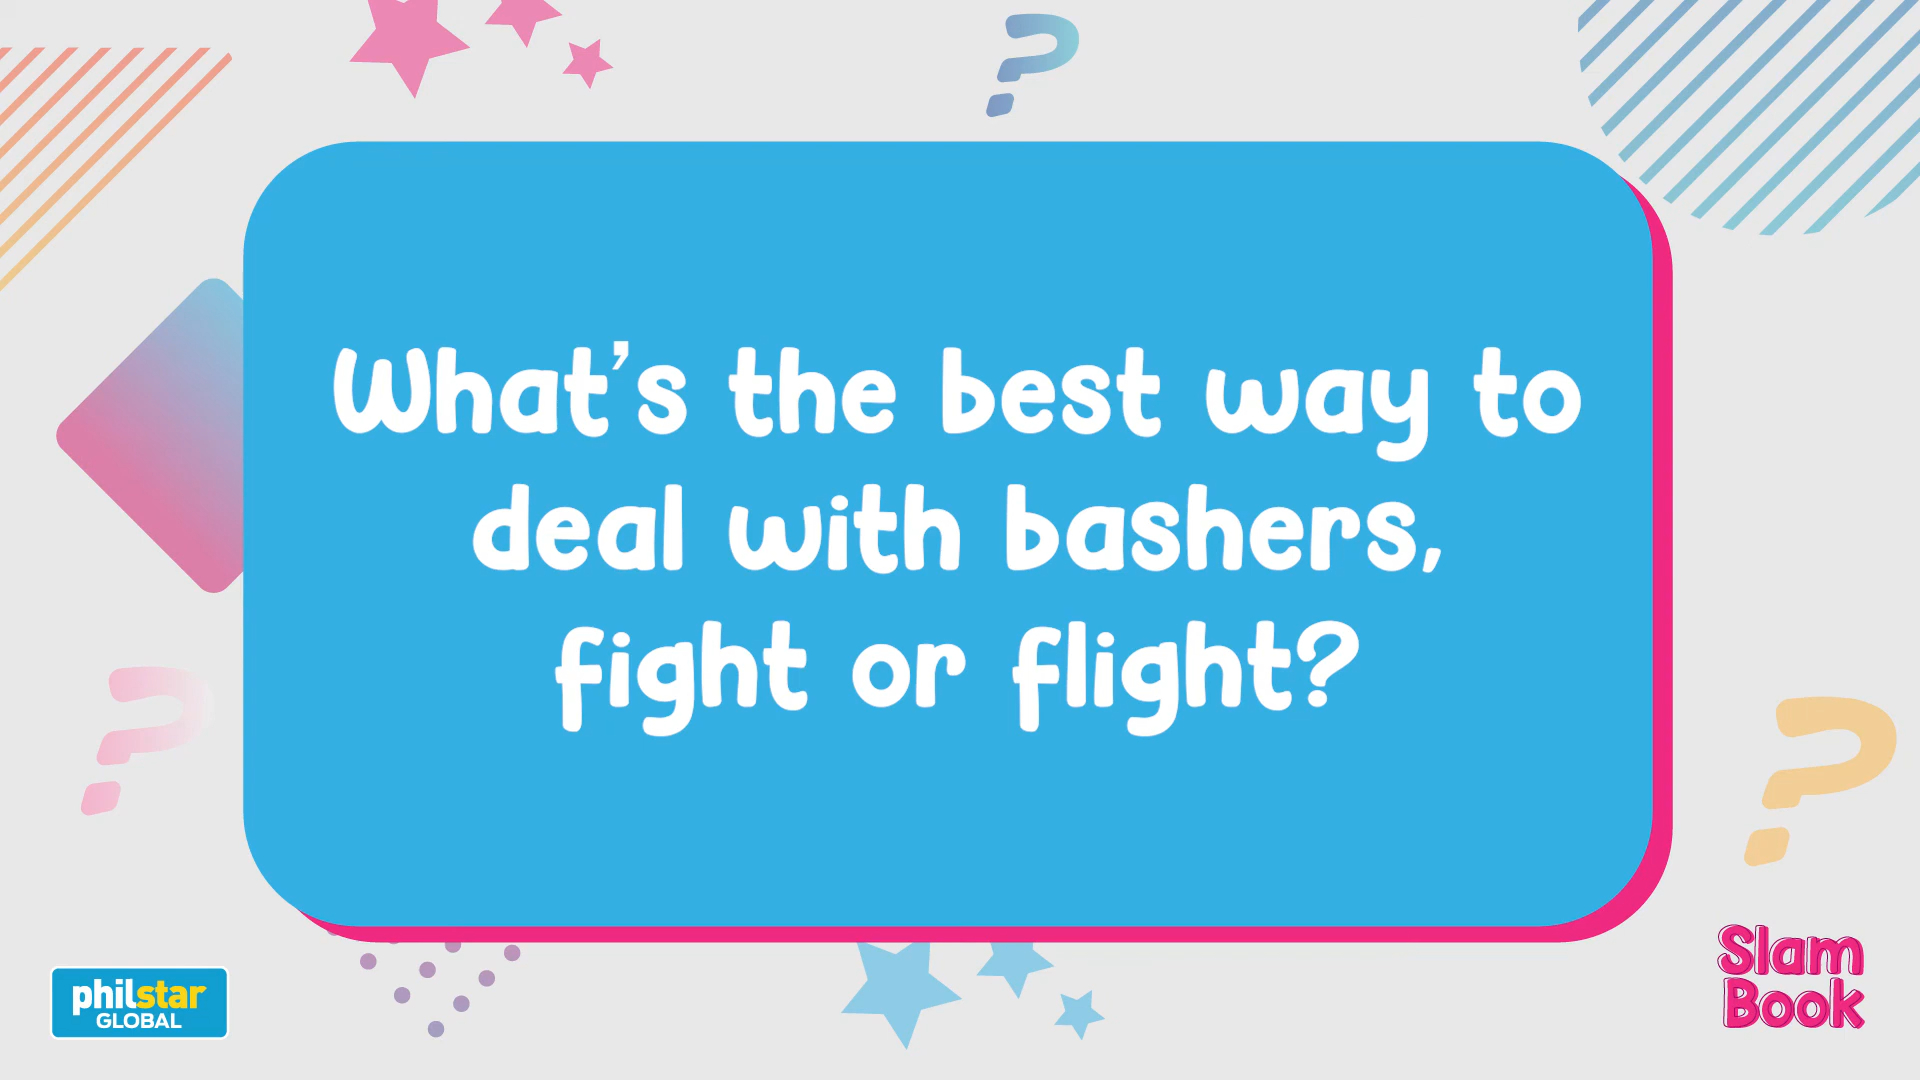 What's the best way to
deal with bashers,
fight or flight?
philstar
GLOBAL
Slam
Book